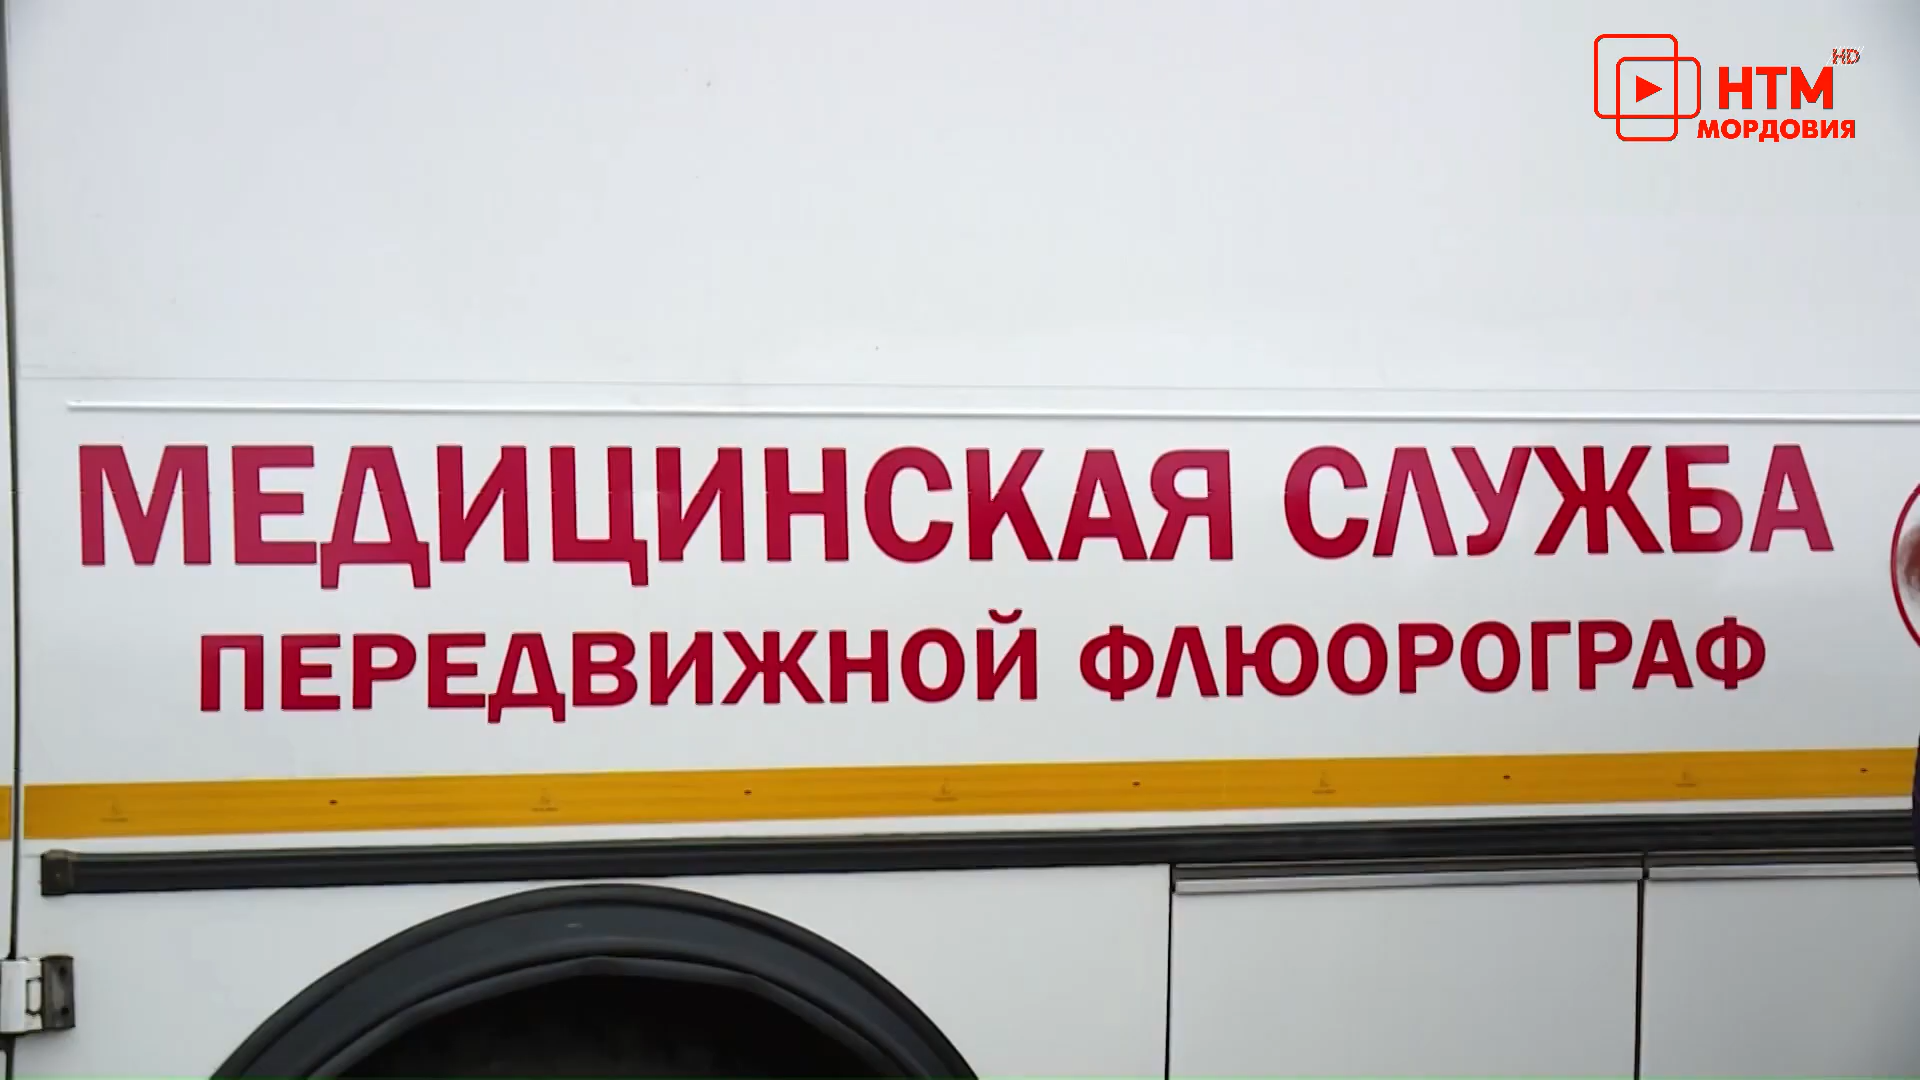 HD
НТМ
МОРДОВИЯ
МЕДИЦИНСКАЯ СЛУЖБА
ПЕРЕДВИЖНОЙ ФЛЮОРОГРАФ